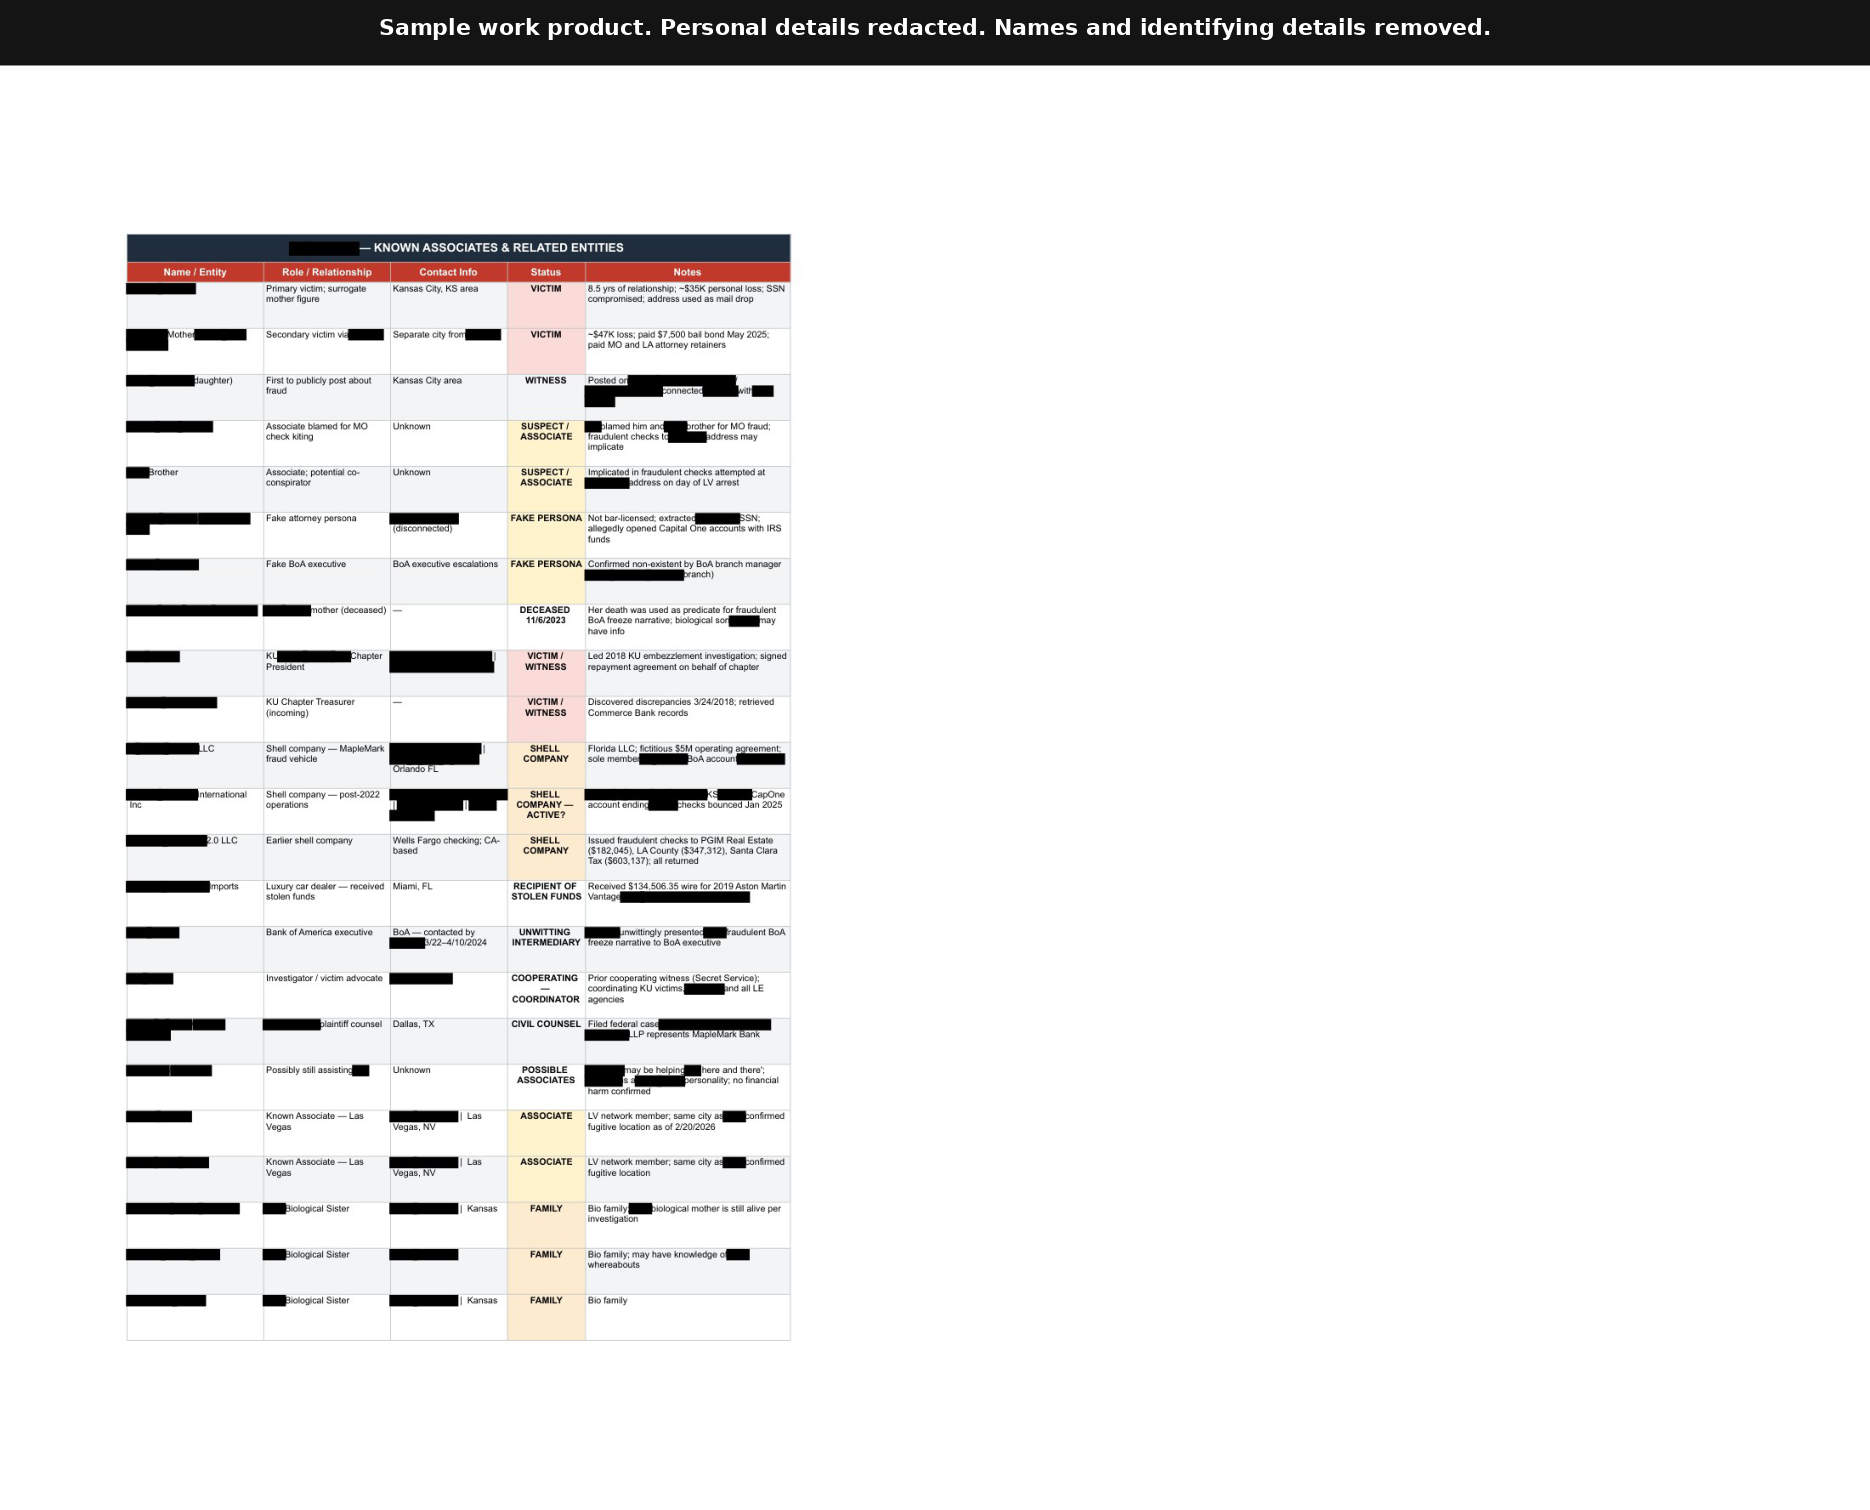 Sample work product. Personal details redacted. Names and identifying details removed.
— KNOWN ASSOCIATES & RELATED ENTITIES
Name / Entity Role / Relationship Contact Info Status Notes
Primary victim; surrogate mother figure Kansas City, KS area VICTIM 8.5 yrs of relationship; ~$35K personal loss; SSN compromised; address used as mail drop
Mother Secondary victim via Separate city from VICTIM ~$47K loss; paid $7,500 bail bond May 2025; paid MO and LA attorney retainers
daughter) First to publicly post about fraud Kansas City area WITNESS Posted on connected with
Associate blamed for MO check kiting Unknown SUSPECT / ASSOCIATE blamed him and brother for MO fraud; fraudulent checks to address may implicate
Brother Associate; potential co-conspirator Unknown SUSPECT / ASSOCIATE Implicated in fraudulent checks attempted at address on day of LV arrest
Fake attorney persona (disconnected) FAKE PERSONA Not bar-licensed; extracted SSN; allegedly opened Capital One accounts with IRS funds
Fake BoA executive BoA executive escalations FAKE PERSONA Confirmed non-existent by BoA branch manager branch)
mother (deceased) — DECEASED 11/6/2023 Her death was used as predicate for fraudulent BoA freeze narrative; biological son may have info
KU Chapter President | VICTIM / WITNESS Led 2018 KU embezzlement investigation; signed repayment agreement on behalf of chapter
KU Chapter Treasurer (incoming) — VICTIM / WITNESS Discovered discrepancies 3/24/2018; retrieved Commerce Bank records
LLC Shell company — MapleMark fraud vehicle | Orlando FL SHELL COMPANY Florida LLC; fictitious $5M operating agreement; sole member BoA account
International Inc Shell company — post-2022 operations | | SHELL COMPANY — ACTIVE? KS CapOne account ending checks bounced Jan 2025
2.0 LLC Earlier shell company Wells Fargo checking; CA-based SHELL COMPANY Issued fraudulent checks to PGIM Real Estate ($182,045), LA County ($347,312), Santa Clara Tax ($603,137); all returned
Imports Luxury car dealer — received stolen funds Miami, FL RECIPIENT OF STOLEN FUNDS Received $134,506.35 wire for 2019 Aston Martin Vantage
Bank of America executive BoA — contacted by 3/22–4/10/2024 UNWITTING INTERMEDIARY unwittingly presented fraudulent BoA freeze narrative to BoA executive
Investigator / victim advocate COOPERATING — COORDINATOR Prior cooperating witness (Secret Service); coordinating KU victims, and all LE agencies
plaintiff counsel Dallas, TX CIVIL COUNSEL Filed federal case LLP represents MapleMark Bank
Possibly still assisting Unknown POSSIBLE ASSOCIATES may be helping here and there'; personality; no financial harm confirmed
Known Associate — Las Vegas | Las Vegas, NV ASSOCIATE LV network member; same city as confirmed fugitive location as of 2/20/2026
Known Associate — Las Vegas | Las Vegas, NV ASSOCIATE LV network member; same city as confirmed fugitive location
Biological Sister | Kansas FAMILY Bio family; biological mother is still alive per investigation
Biological Sister FAMILY Bio family; may have knowledge of whereabouts
Biological Sister | Kansas FAMILY Bio family